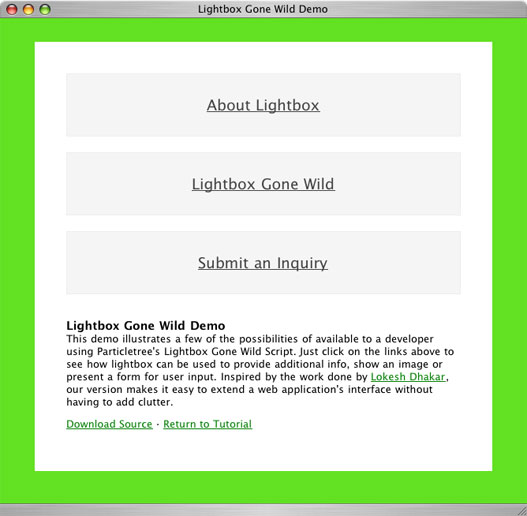 Lightbox Gone Wild Demo
About Lightbox
Lightbox Gone Wild
Submit an Inquiry
Lightbox Gone Wild Demo
This demo illustrates a few of the possibilities of available to a developer
using Particletree's Lightbox Gone Wild Script. Just click on the links above to
see how lightbox can be used to provide additional info, show an image or
present a form for user input. Inspired by the work done by Lokesh Dhakar,
our version makes it easy to extend a web application's interface without
having to add clutter.
Download Source · Return to Tutorial